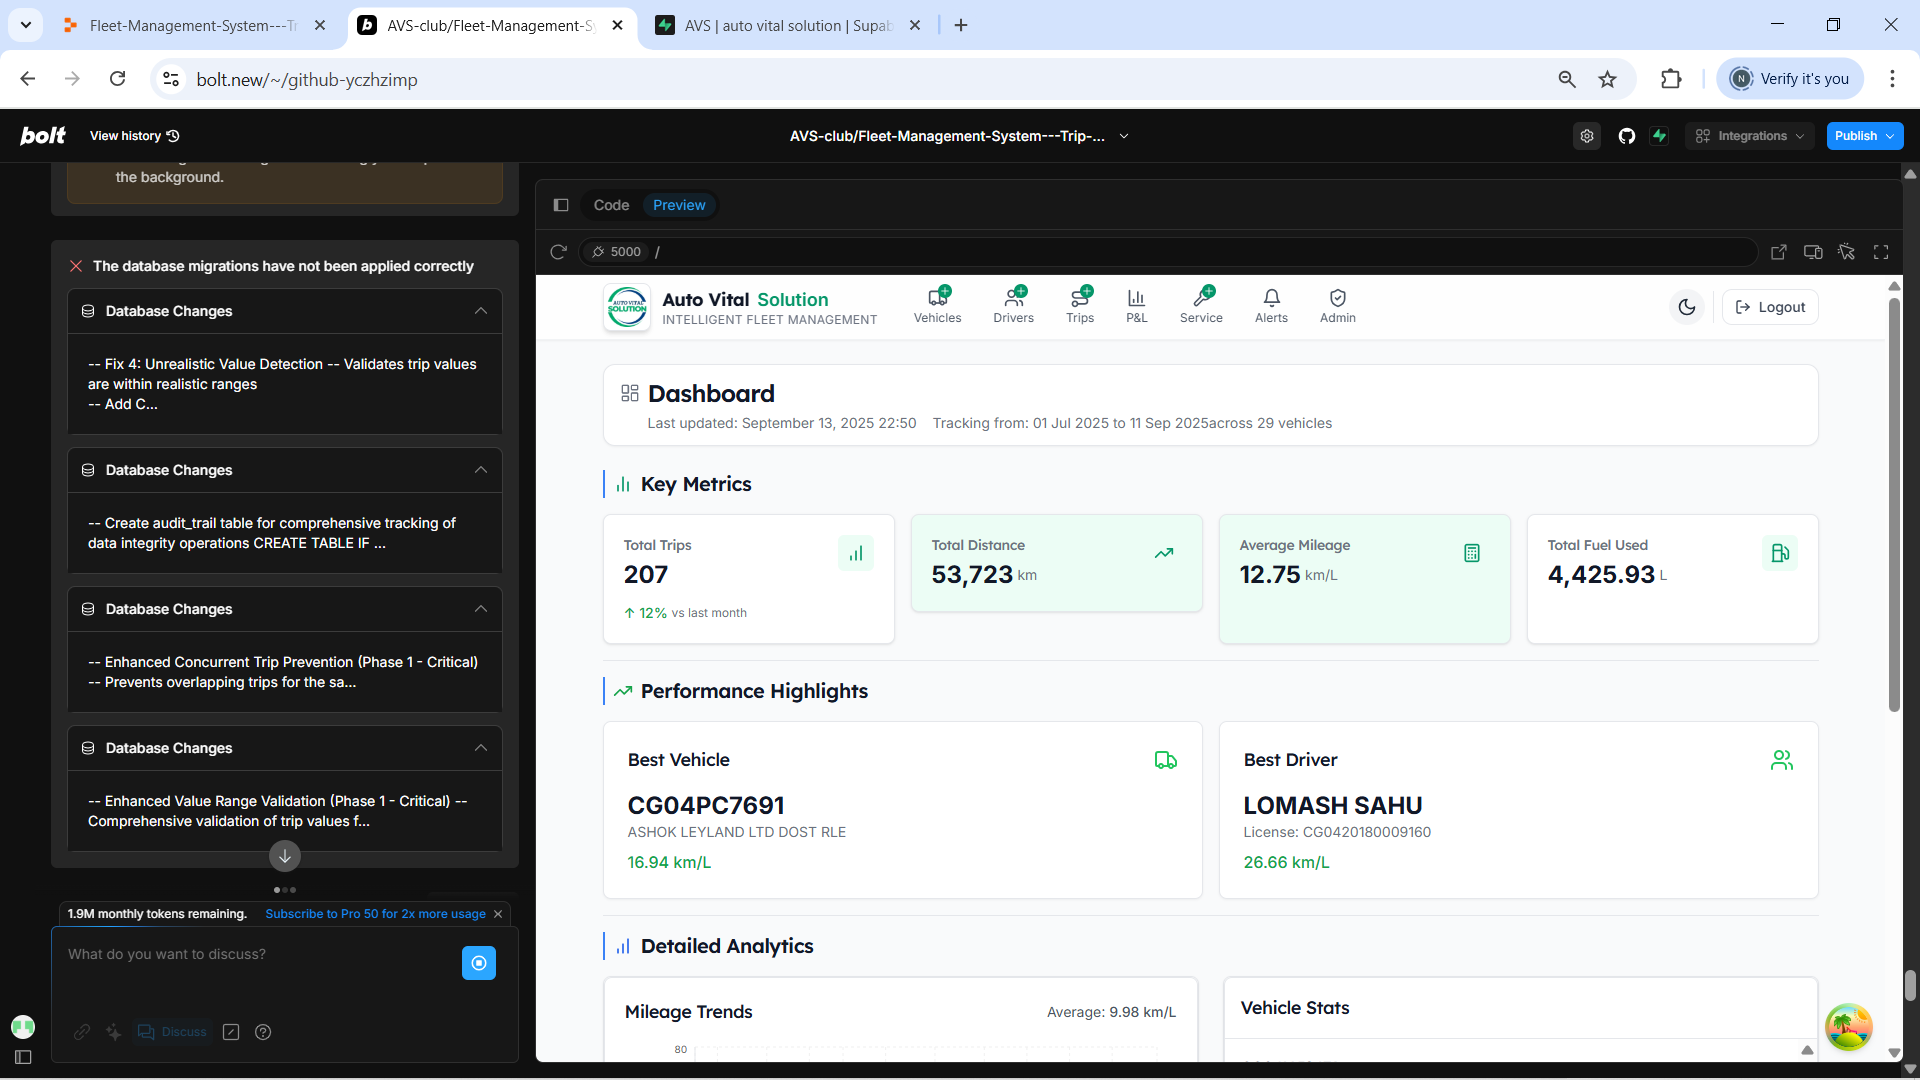 Fleet-Management-System---Tr
AVS-club/Fleet-Management-Sy
AVS | auto vital solution | Supab
bolt.new/~/github-yczhzimp
Verify it's you
bolt
View history
AVS-club/Fleet-Management-System---Trip-...
Integrations
Publish
the background.
Code
Preview
5000
/
The database migrations have not been applied correctly
Database Changes
-- Fix 4: Unrealistic Value Detection -- Validates trip values
are within realistic ranges
-- Add C...
Database Changes
-- Create audit_trail table for comprehensive tracking of
data integrity operations CREATE TABLE IF ...
Database Changes
-- Enhanced Concurrent Trip Prevention (Phase 1 - Critical)
-- Prevents overlapping trips for the sa...
Database Changes
-- Enhanced Value Range Validation (Phase 1 - Critical) --
Comprehensive validation of trip values f...
1.9M monthly tokens remaining.
Subscribe to Pro 50 for 2x more usage
What do you want to discuss?
Discuss
AUTO VITAL
SOLUTION
Auto Vital Solution
INTELLIGENT FLEET MANAGEMENT
Vehicles
Drivers
Trips
P&L
Service
Alerts
Admin
Logout
Dashboard
Last updated: September 13, 2025 22:50
Tracking from: 01 Jul 2025 to 11 Sep 2025across 29 vehicles
Key Metrics
Total Trips
207
↑ 12% vs last month
Total Distance
53,723 km
Average Mileage
12.75 km/L
Total Fuel Used
4,425.93 L
Performance Highlights
Best Vehicle
CG04PC7691
ASHOK LEYLAND LTD DOST RLE
16.94 km/L
Best Driver
LOMASH SAHU
License: CG0420180009160
26.66 km/L
Detailed Analytics
Mileage Trends
Average: 9.98 km/L
80
Vehicle Stats